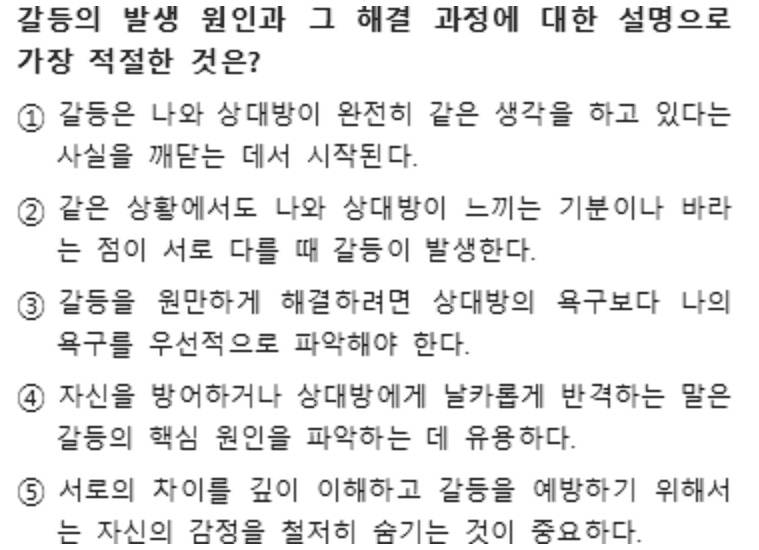 갈등의 발생 원인과 그 해결 과정에 대한 설명으로
가장 적절한 것은?
① 갈등은 나와 상대방이 완전히 같은 생각을 하고 있다는
사실을 깨닫는 데서 시작된다.
② 같은 상황에서도 나와 상대방이 느끼는 기분이나 바라
는 점이 서로 다를 때 갈등이 발생한다.
③ 갈등을 원만하게 해결하려면 상대방의 욕구보다 나의
욕구를 우선적으로 파악해야 한다.
④ 자신을 방어하거나 상대방에게 날카롭게 반격하는 말은
갈등의 핵심 원인을 파악하는 데 유용하다.
⑤ 서로의 차이를 깊이 이해하고 갈등을 예방하기 위해서
는 자신의 감정을 철저히 숨기는 것이 중요하다.